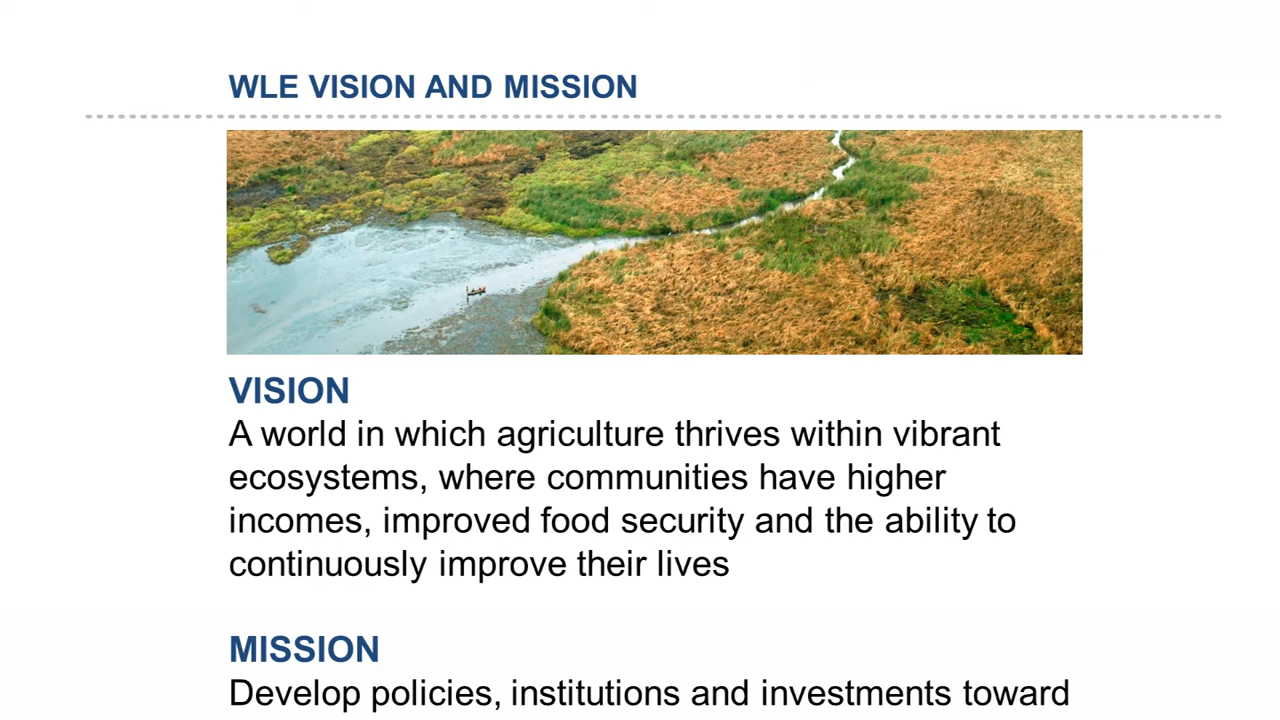 WLE VISION AND MISSION
VISION
A world in which agriculture thrives within vibrant
ecosystems, where communities have higher
incomes, improved food security and the ability to
continuously improve their lives
MISSION
Develop policies, institutions and investments toward